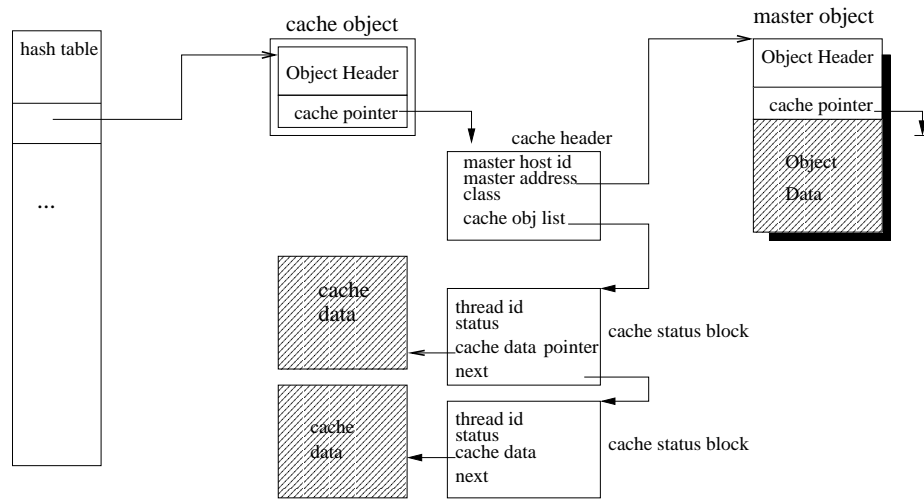 cache object
master object
hash table
Object Header
cache pointer
Object Header
cache pointer
Object
Data
cache header
master host id
master address
class
cache obj list
...
cache
data
thread id
status
cache data pointer
next
cache status block
cache
data
thread id
status
cache data
next
cache status block